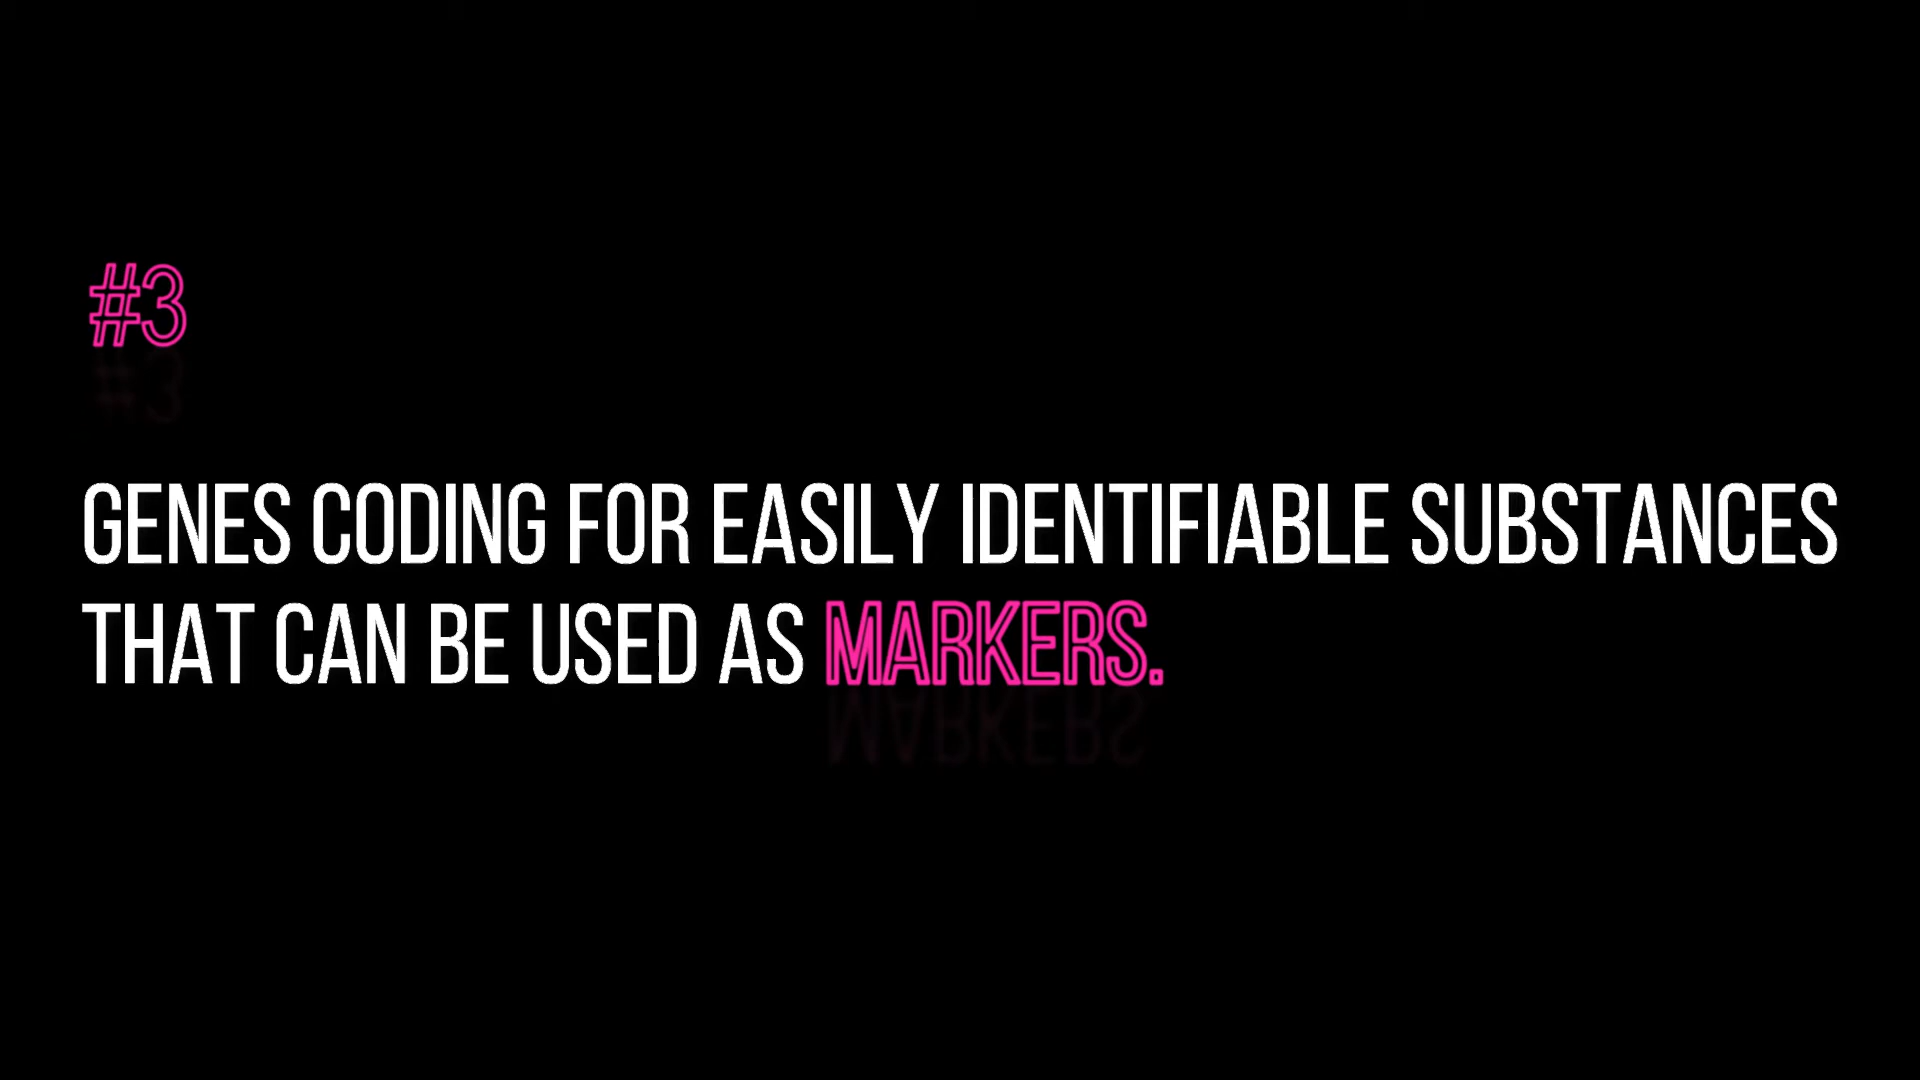 #3
GENES CODING FOR EASILY IDENTIFIABLE SUBSTANCES
THAT CAN BE USED AS MARKERS.